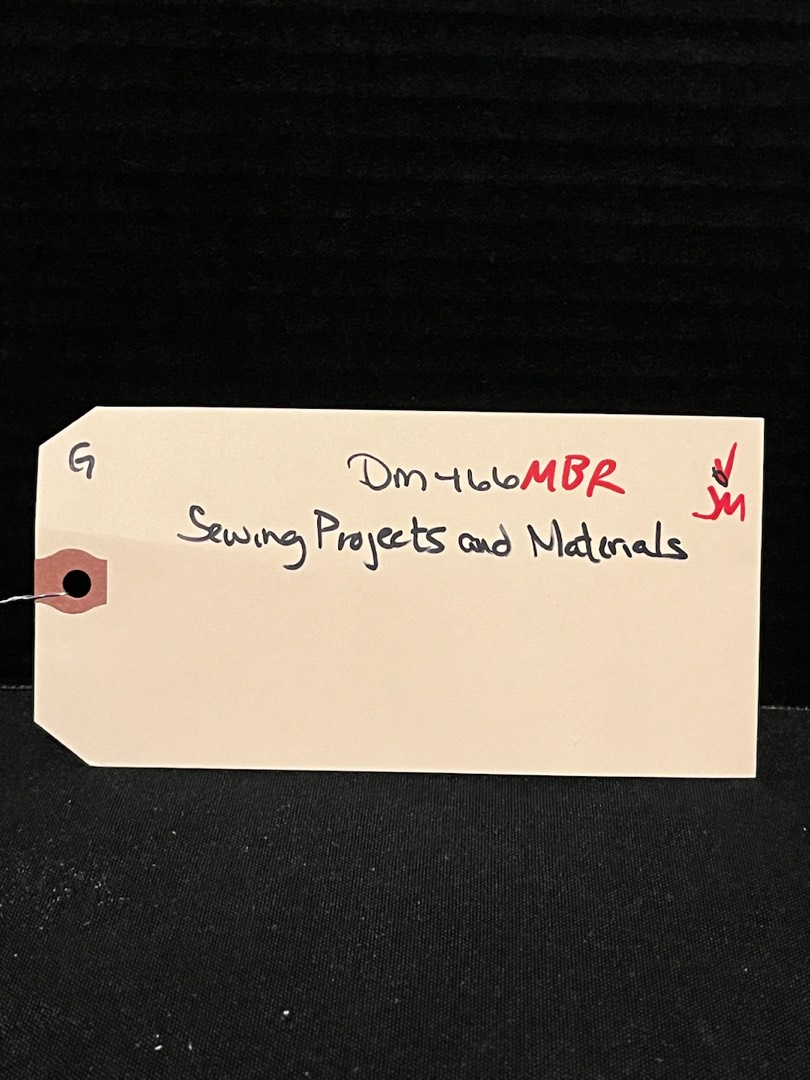 G
Dm466MBR
Sewing Projects and Materials
JM